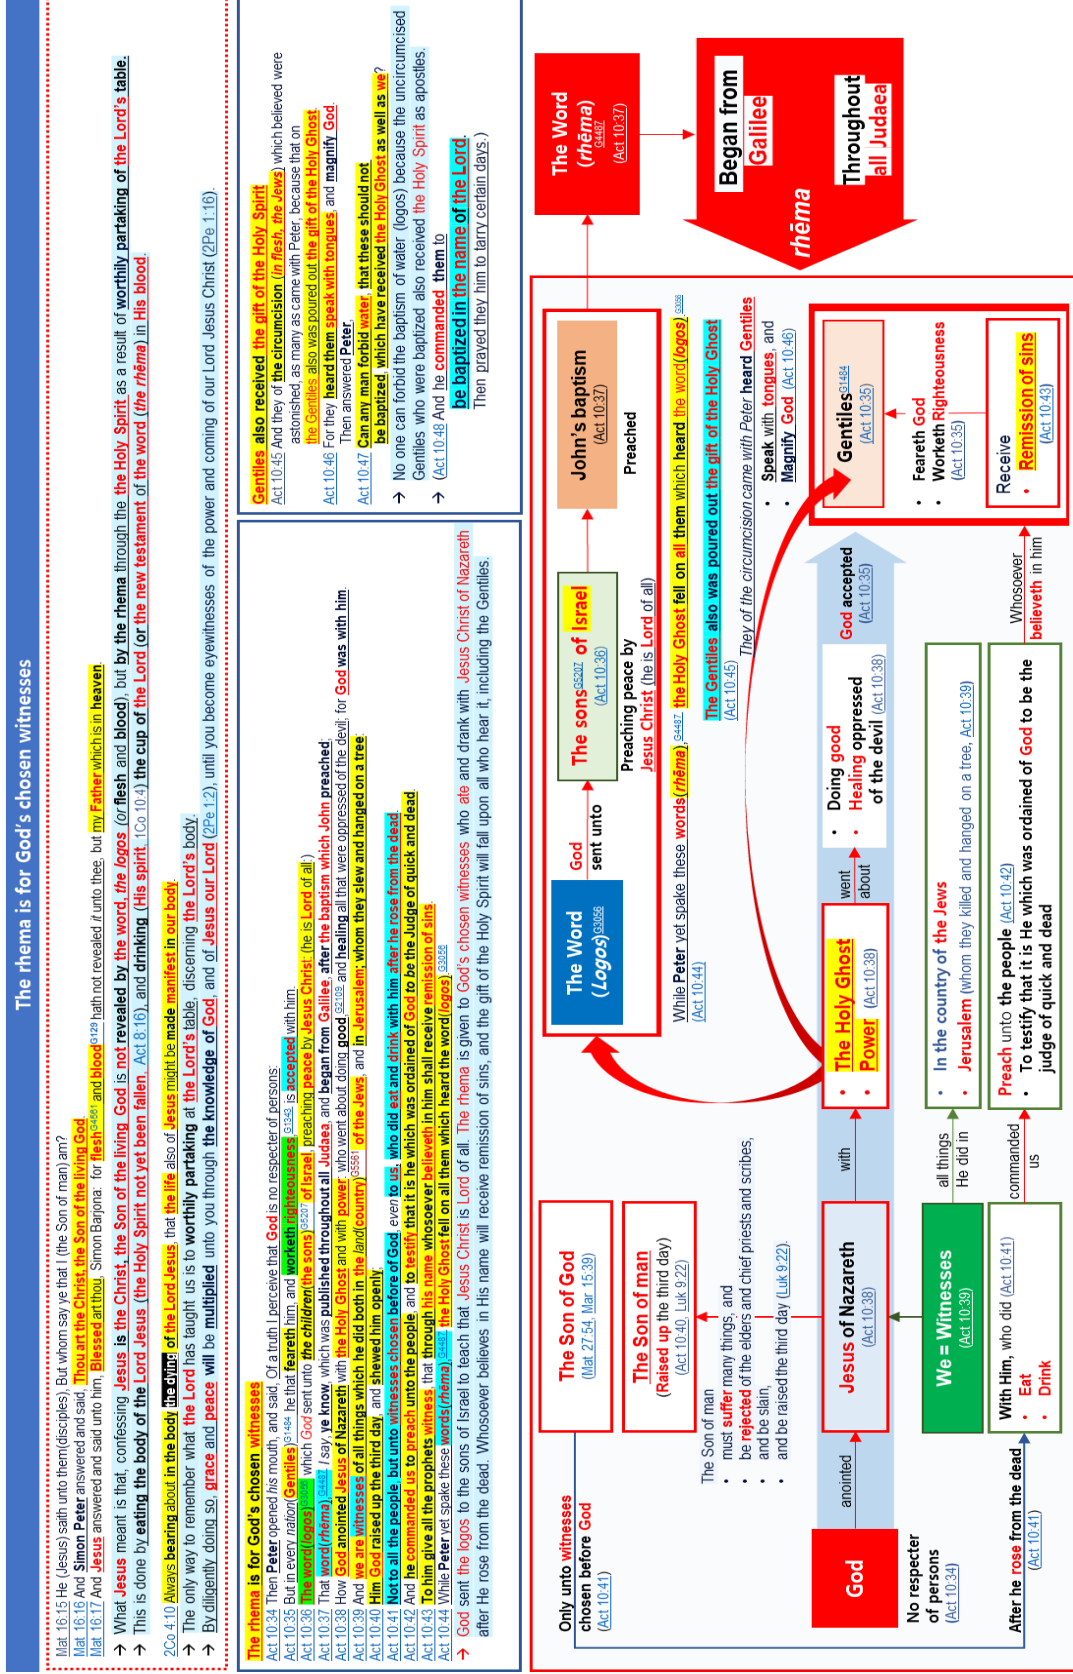 The rhema is for God's chosen witnesses
Mat 16:15 He (Jesus) saith unto them(disciples), But whom say ye that I (the Son of man) am?
Mat 16:16 And Simon Peter answered and said, Thou art the Christ, the Son of the living God.
Mat 16:17 And Jesus answered and said unto him, Blessed art thou, Simon Barjona: for flesh G4561 and blood G129 hath not revealed it unto thee, but my Father which is in heaven.
→ What Jesus meant is that, confessing Jesus is the Christ, the Son of the living God is not revealed by the word, the logos (or flesh and blood), but by the rhema through the the Holy Spirit, as a result of worthily partaking of the Lord's table.
→ This is done by eating the body of the Lord Jesus (the Holy Spirit not yet been fallen. Act 8:16), and drinking (His spirit, 1Co 10:4) the cup of the Lord (or the new testament of the word (the rhēma) in His blood.
2Co 4:10 Always bearing about in the body the dying of the Lord Jesus, that the life also of Jesus might be made manifest in our body.
→ The only way to remember what the Lord has taught us is to worthily partaking at the Lord's table, discerning the Lord's body.
→ By diligently doing so, grace and peace will be multiplied unto you through the knowledge of God, and of Jesus our Lord (2Pe 1:2), until you become eyewitnesses of the power and coming of our Lord Jesus Christ (2Pe 1:16).
The rhema is for God's chosen witnesses
Act 10:34 Then Peter opened his mouth, and said, Of a truth I perceive that God is no respecter of persons:
Act 10:35 But in every nation(Gentiles) G1484 he that feareth him, and worketh righteousness, G1343 is accepted with him.
Act 10:36 The word(logos) G3056 which God sent unto the children(the sons) G5207 of Israel, preaching peace by Jesus Christ: (he is Lord of all:)
Act 10:37 That word(rhēma), G4487 I say, ye know, which was published throughout all Judaea, and began from Galilee, after the baptism which John preached;
Act 10:38 How God anointed Jesus of Nazareth with the Holy Ghost and with power: who went about doing good, G2109 and healing all that were oppressed of the devil; for God was with him.
Act 10:39 And we are witnesses of all things which he did both in the land(country) G5561 of the Jews, and in Jerusalem; whom they slew and hanged on a tree:
Act 10:40 Him God raised up the third day, and shewed him openly;
Act 10:41 Not to all the people, but unto witnesses chosen before of God, even to us, who did eat and drink with him after he rose from the dead.
Act 10:42 And he commanded us to preach unto the people, and to testify that it is he which was ordained of God to be the Judge of quick and dead.
Act 10:43 To him give all the prophets witness, that through his name whosoever believeth in him shall receive remission of sins.
Act 10:44 While Peter yet spake these words(rhēma), G4487 the Holy Ghost fell on all them which heard the word(logos). G3056
→ God sent the logos to the sons of Israel to teach that Jesus Christ is Lord of all. The rhema is given to God's chosen witnesses who ate and drank with Jesus Christ of Nazareth
after He rose from the dead. Whosoever believes in His name will receive remission of sins, and the gift of the Holy Spirit will fall upon all who hear it, including the Gentiles.
Gentiles also received the gift of the Holy Spirit
Act 10:45 And they of the circumcision (in flesh, the Jews) which believed were
astonished, as many as came with Peter, because that on
the Gentiles also was poured out the gift of the Holy Ghost.
Act 10:46 For they heard them speak with tongues, and magnify God.
Then answered Peter,
Act 10:47 Can any man forbid water, that these should not
be baptized, which have received the Holy Ghost as well as we?
→ No one can forbid the baptism of water (logos) because the uncircumcised
Gentiles who were baptized also received the Holy Spirit as apostles.
→ (Act 10:48 And he commanded them to
be baptized in the name of the Lord.
Then prayed they him to tarry certain days.)
Only unto witnesses
chosen before God
(Act 10:41)
The Son of God
(Mat 27:54, Mar 15:39)
The Son of man
(Raised up the third day)
(Act 10:40, Luk 9:22)
The Son of man
• must suffer many things, and
• be rejected of the elders and chief priests and scribes,
• and be slain,
• and be raised the third day (Luk 9:22).
The Word
(Logos) G3056
God
sent unto
The sons G5207 of Israel
(Act 10:36)
Preaching peace by
Jesus Christ (he is Lord of all)
John's baptism
(Act 10:37)
Preached
The Word
(rhēma)
G4487
(Act 10:37)
Began from
Galilee
Throughout
all Judaea
rhēma
While Peter yet spake these words(rhēma), G4487 the Holy Ghost fell on all them which heard the word(logos). G3056
(Act 10:44)
The Gentiles also was poured out the gift of the Holy Ghost
(Act 10:45)
They of the circumcision came with Peter heard Gentiles
• Speak with tongues, and
• Magnify God (Act 10:46)
God
anointed
Jesus of Nazareth
(Act 10:38)
with
• The Holy Ghost
• Power (Act 10:38)
went
about
• Doing good
• Healing oppressed
of the devil (Act 10:38)
God accepted
(Act 10:35)
Gentiles G1484
(Act 10:35)
• Feareth God
• Worketh Righteousness
(Act 10:35)
Receive
• Remission of sins
(Act 10:43)
No respecter
of persons
(Act 10:34)
We = Witnesses
(Act 10:39)
all things
He did in
• In the country of the Jews
• Jerusalem (whom they killed and hanged on a tree, Act 10:39)
After he rose from the dead
(Act 10:41)
With Him, who did (Act 10:41)
• Eat
• Drink
commanded
us
Preach unto the people (Act 10:42)
• To testify that it is He which was ordained of God to be the
judge of quick and dead
Whosoever
believeth in him